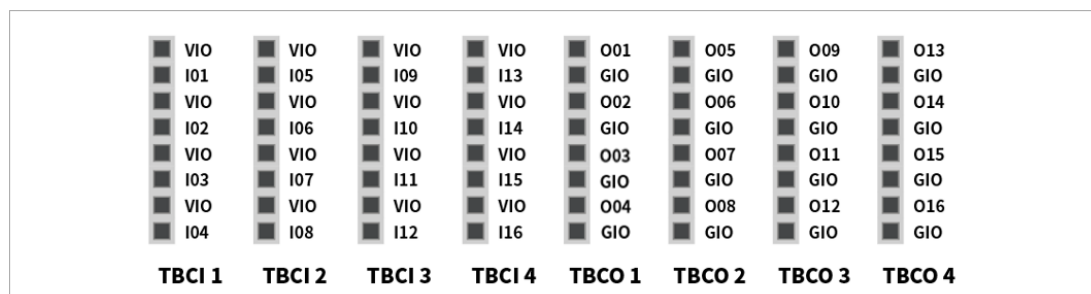 VIO VIO VIO VIO O01 O05 O09 O13
I01 I05 I09 I13 GIO GIO GIO GIO
VIO VIO VIO VIO O02 O06 O10 O14
I02 I06 I10 I14 GIO GIO GIO GIO
VIO VIO VIO VIO O03 O07 O11 O15
I03 I07 I11 I15 GIO GIO GIO GIO
VIO VIO VIO VIO O04 O08 O12 O16
I04 I08 I12 I16 GIO GIO GIO GIO
TBCI 1 TBCI 2 TBCI 3 TBCI 4 TBCO 1 TBCO 2 TBCO 3 TBCO 4